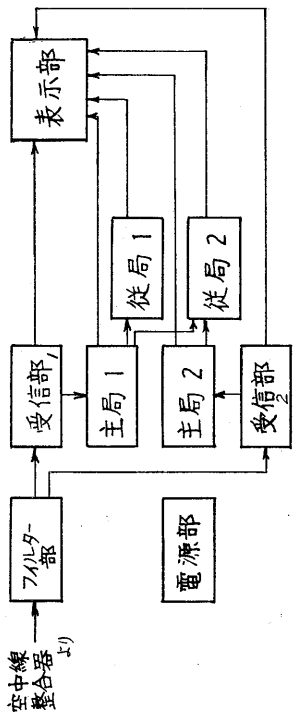 空中線
整合器
より
フィルター
部
電源部
受信部1
主局1
主局2
受信部
2
従局1
従局2
表示部